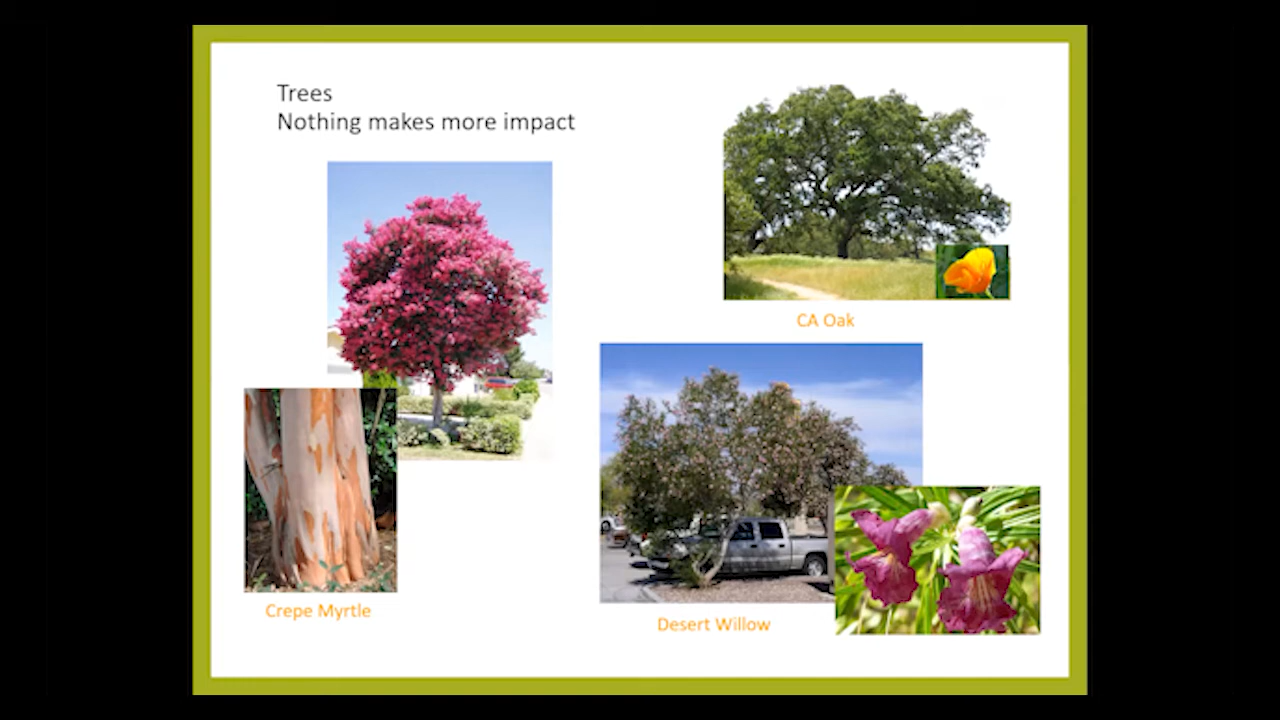 Trees
Nothing makes more impact
CA Oak
Crepe Myrtle
Desert Willow